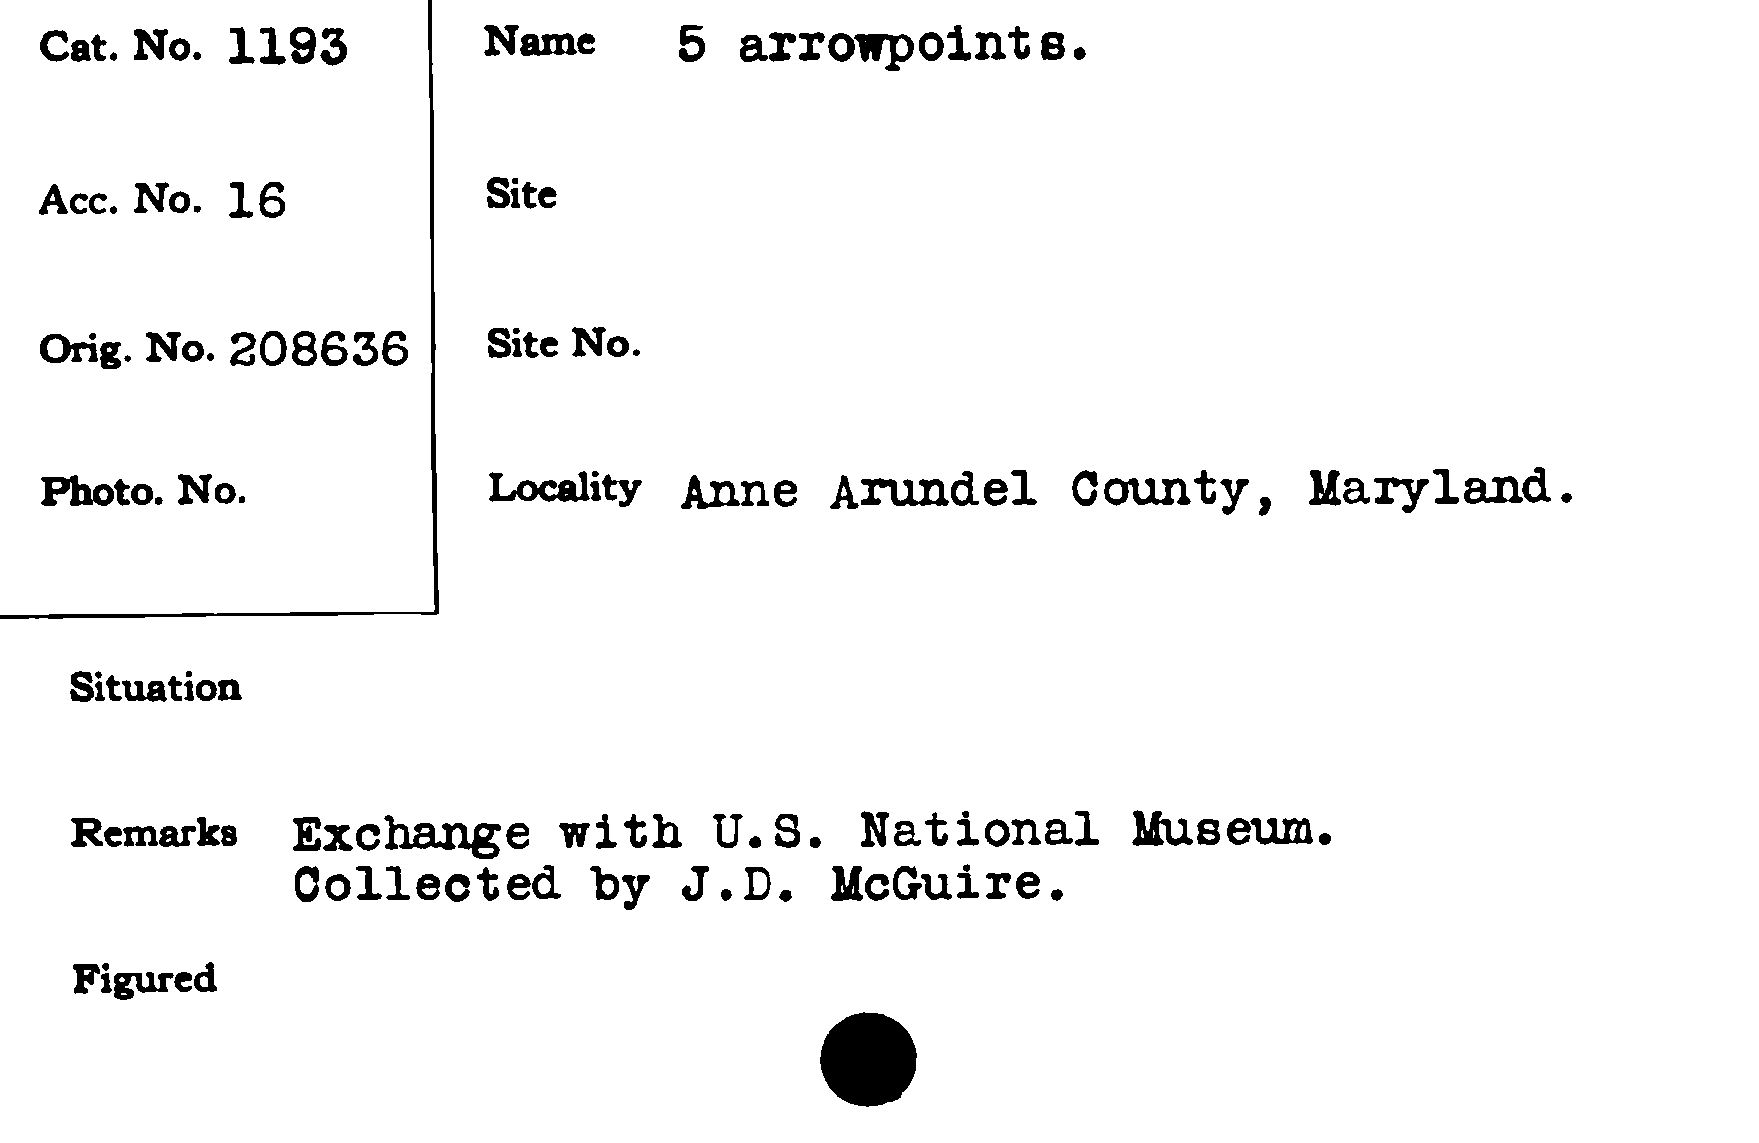 Cat. No. 1193
Name 5 arrowpoints.
Acc. No. 16
Site
Orig. No. 208636
Site No.
Photo. No.
Locality Anne Arundel County, Maryland.
Situation
Remarks Exchange with U.S. National Museum.
Collected by J.D. McGuire.
Figured